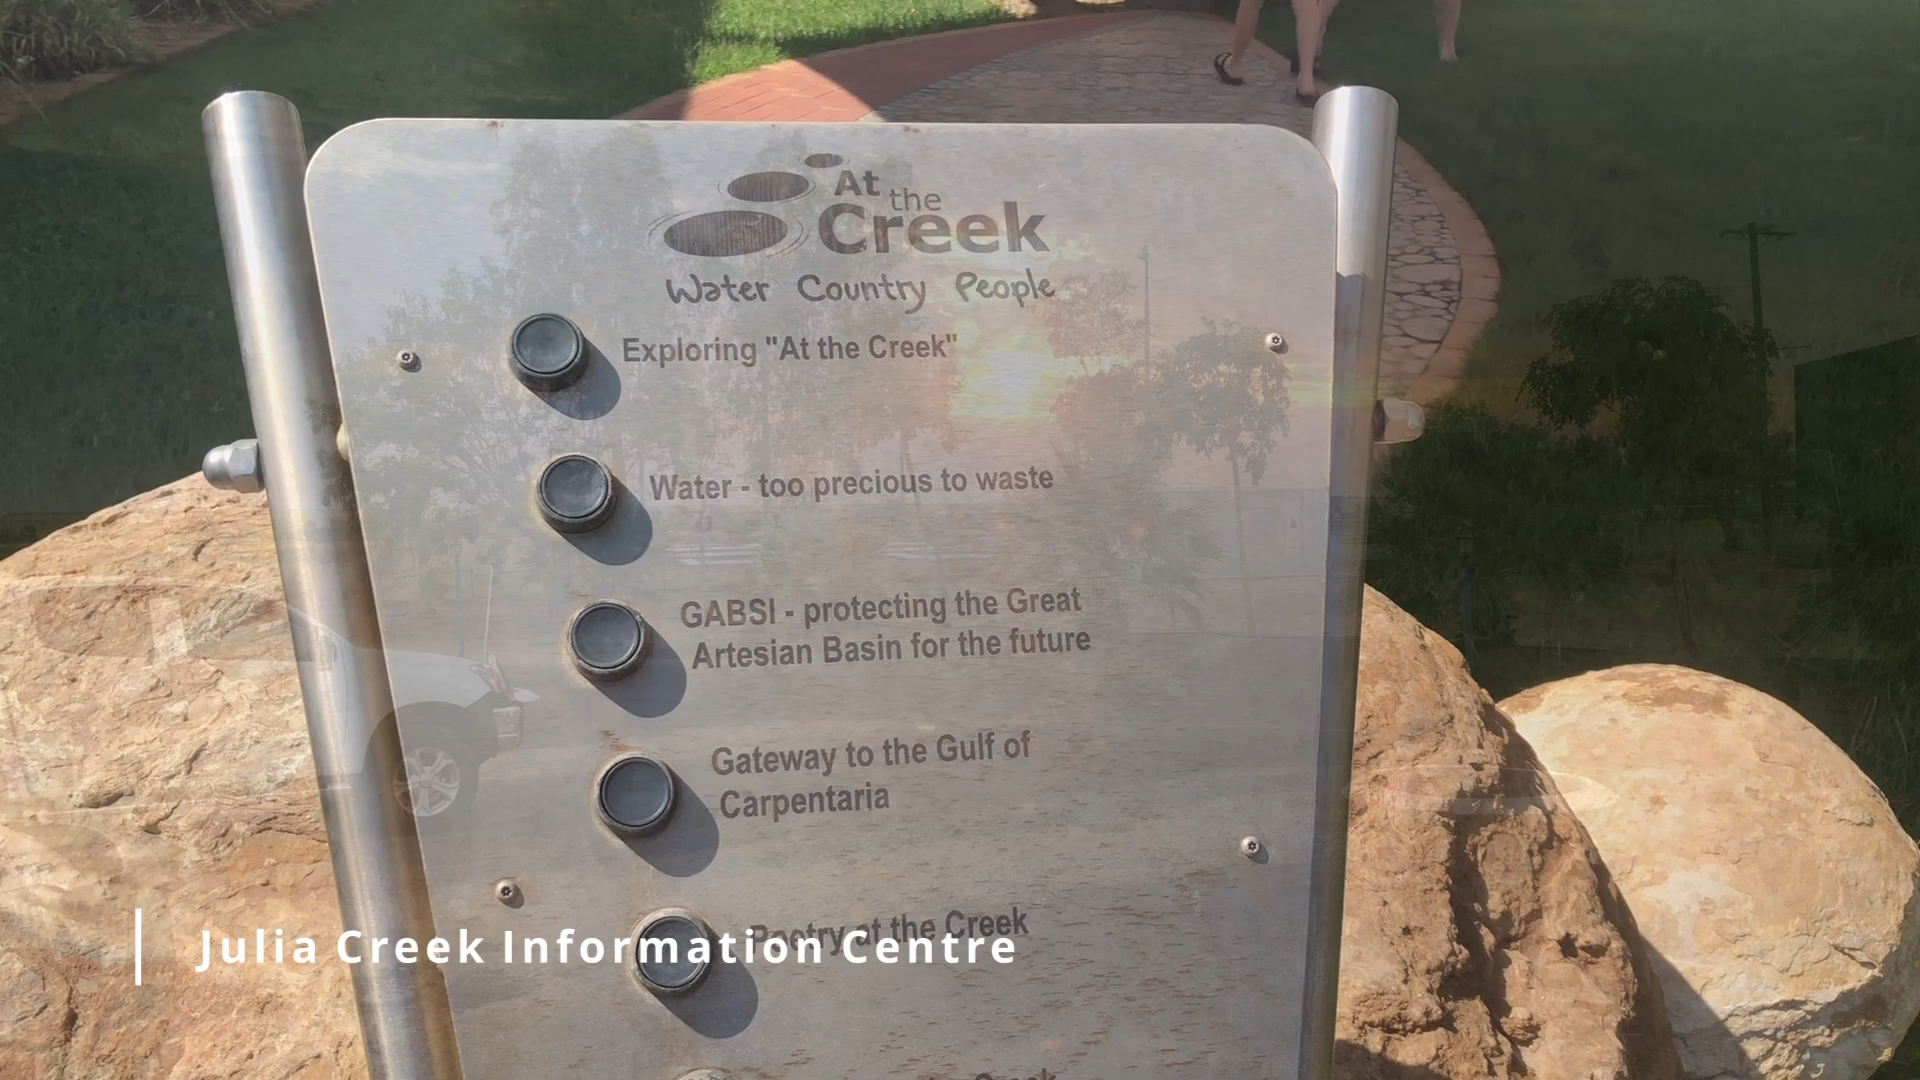 At the
Creek
Water Country People
Exploring "At the Creek"
Water - too precious to waste
GABSI - protecting the Great
Artesian Basin for the future
Gateway to the Gulf of
Carpentaria
Poetry at the Creek
Julia Creek Information Centre
Creek